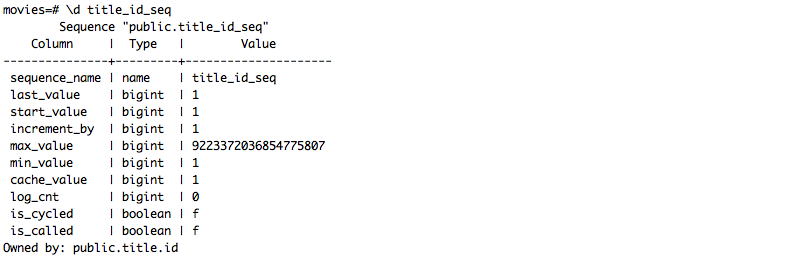 movies=# \d title_id_seq
        Sequence "public.title_id_seq"
    Column     |  Type   |        Value
---------------+---------+---------------------
 sequence_name | name    | title_id_seq
 last_value    | bigint  | 1
 start_value   | bigint  | 1
 increment_by  | bigint  | 1
 max_value     | bigint  | 9223372036854775807
 min_value     | bigint  | 1
 cache_value   | bigint  | 1
 log_cnt       | bigint  | 0
 is_cycled     | boolean | f
 is_called     | boolean | f
Owned by: public.title.id